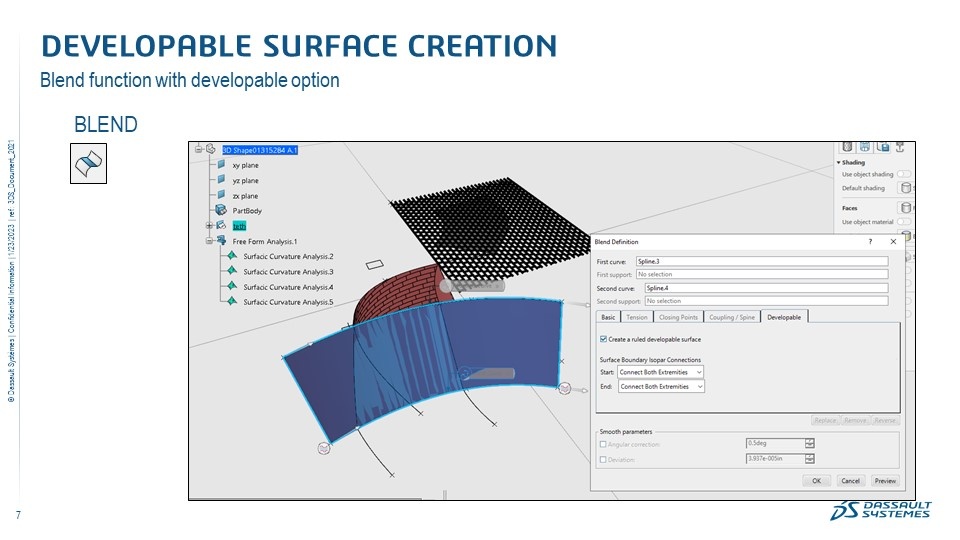 DEVELOPABLE SURFACE CREATION
Blend function with developable option
BLEND
3D Shape01315284 A.1
xy plane
yz plane
zx plane
PartBody
Free Form Analysis.1
Surfacic Curvature Analysis.2
Surfacic Curvature Analysis.3
Surfacic Curvature Analysis.4
Surfacic Curvature Analysis.5
Shading
Use object shading
Default shading
Faces
Use object material
Blend Definition
? ×
First curve: Spline.3
First support: No selection
Second curve: Spline.4
Second support: No selection
Basic Tension Closing Points Coupling / Spine Developable
Create a ruled developable surface
Surface Boundary Isopar Connections
Start: Connect Both Extremities
End: Connect Both Extremities
Replace Remove Reverse
Smooth parameters
Angular correction: 0.5deg
Deviation: 3.937e-005in
OK Cancel Preview
© Dassault Systèmes | Confidential Information | 1/23/2023 | ref.: 3DS_Document_2021
7
DASSAULT
SYSTEMES